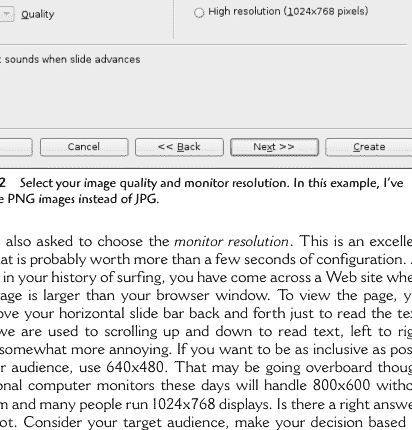 Quality
High resolution (1024x768 pixels)
sounds when slide advances
Cancel
<< Back
Next >>
Create
2 Select your image quality and monitor resolution. In this example, I've
PNG images instead of JPG.
also asked to choose the monitor resolution. This is an excelle
at is probably worth more than a few seconds of configuration.
in your history of surfing, you have come across a Web site whe
age is larger than your browser window. To view the page, y
ove your horizontal slide bar back and forth just to read the te
we are used to scrolling up and down to read text, left to rig
somewhat more annoying. If you want to be as inclusive as pos
r audience, use 640x480. That may be going overboard thoug
onal computer monitors these days will handle 800x600 witho
m and many people run 1024x768 displays. Is there a right answe
ot. Consider your target audience, make your decision based